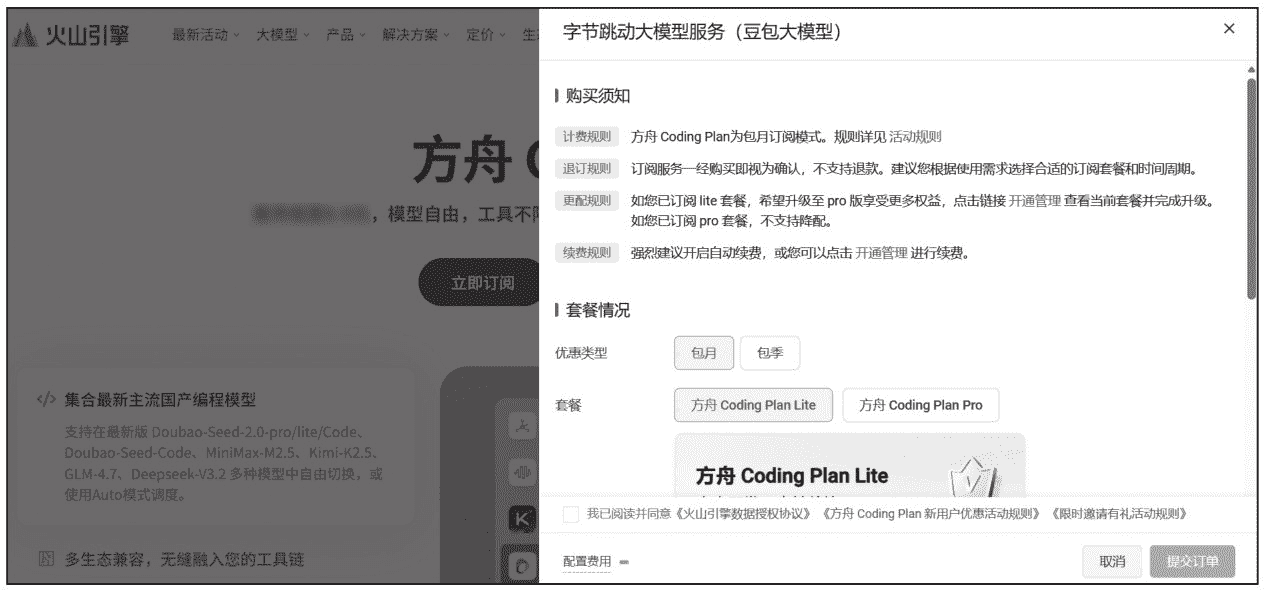 火山引擎
最新活动 大模型 产品 解决方案 定价
方舟
，模型自由，工具不
立即订阅
集合最新主流国产编程模型
支持在最新版 Doubao-Seed-2.0-pro/lite/Code、
Doubao-Seed-Code、MiniMax-M2.5、Kimi-K2.5、
GLM-4.7、Deepseek-V3.2 多种模型中自由切换，或
使用Auto模式调度。
多生态兼容，无缝融入您的工具链
字节跳动大模型服务（豆包大模型）
购买须知
计费规则 方舟 Coding Plan为包月订阅模式。规则详见 活动规则
退订规则 订阅服务一经购买即视为确认，不支持退款。建议您根据使用需求选择合适的订阅套餐和时间周期。
更配规则 如您已订阅 lite 套餐，希望升级至 pro 版享受更多权益，点击链接 开通管理 查看当前套餐并完成升级。
如您已订阅 pro 套餐，不支持降配。
续费规则 强烈建议开启自动续费，或您可以点击 开通管理 进行续费。
套餐情况
优惠类型 包月 包季
套餐 方舟 Coding Plan Lite 方舟 Coding Plan Pro
方舟 Coding Plan Lite
我已阅读并同意《火山引擎数据授权协议》《方舟 Coding Plan 新用户优惠活动规则》《限时邀请有礼活动规则》
配置费用 取消 提交订单